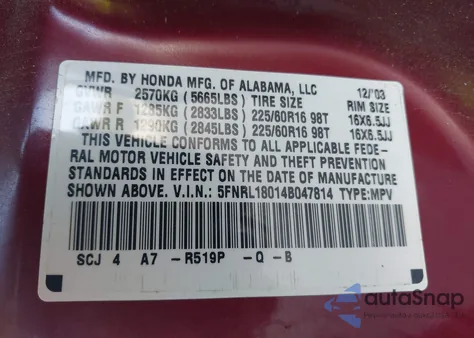 MFD. BY HONDA MFG. OF ALABAMA, LLC 12/'03
GVWR 2570KG (5665LBS) TIRE SIZE RIM SIZE
GAWR F 1285KG (2833LBS) 225/60R16 98T 16X6.5JJ
GAWR R 1290KG (2845LBS) 225/60R16 98T 16X6.5JJ
THIS VEHICLE CONFORMS TO ALL APPLICABLE FEDE-
RAL MOTOR VEHICLE SAFETY AND THEFT PREVENTION
STANDARDS IN EFFECT ON THE DATE OF MANUFACTURE
SHOWN ABOVE. V.I.N.: 5FNRL18014B047814 TYPE:MPV
SCJ 4 A7 -R519P -Q -B
autoSnap